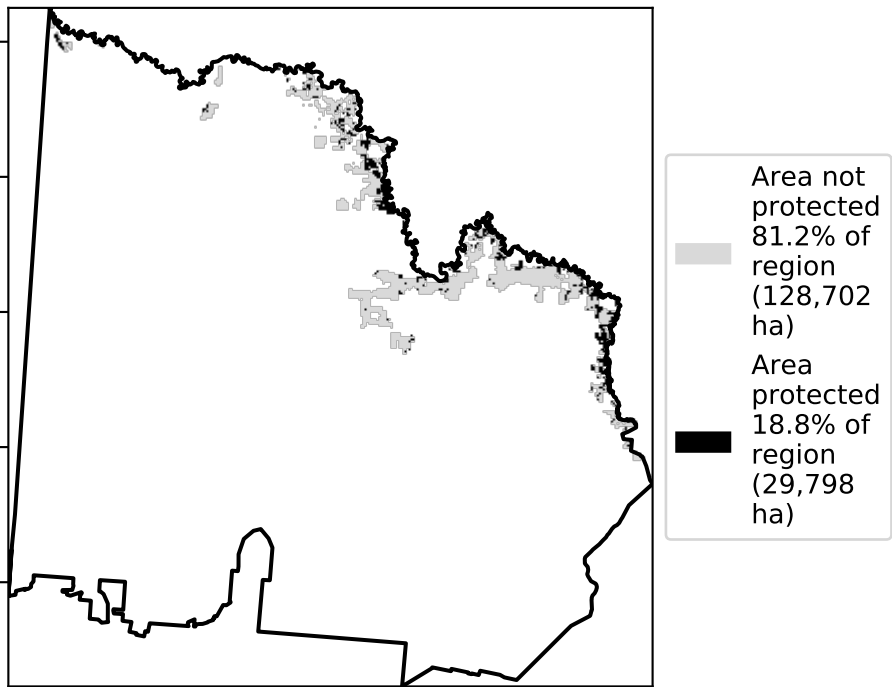 Area not
protected
81.2% of
region
(128,702
ha)
Area
protected
18.8% of
region
(29,798
ha)